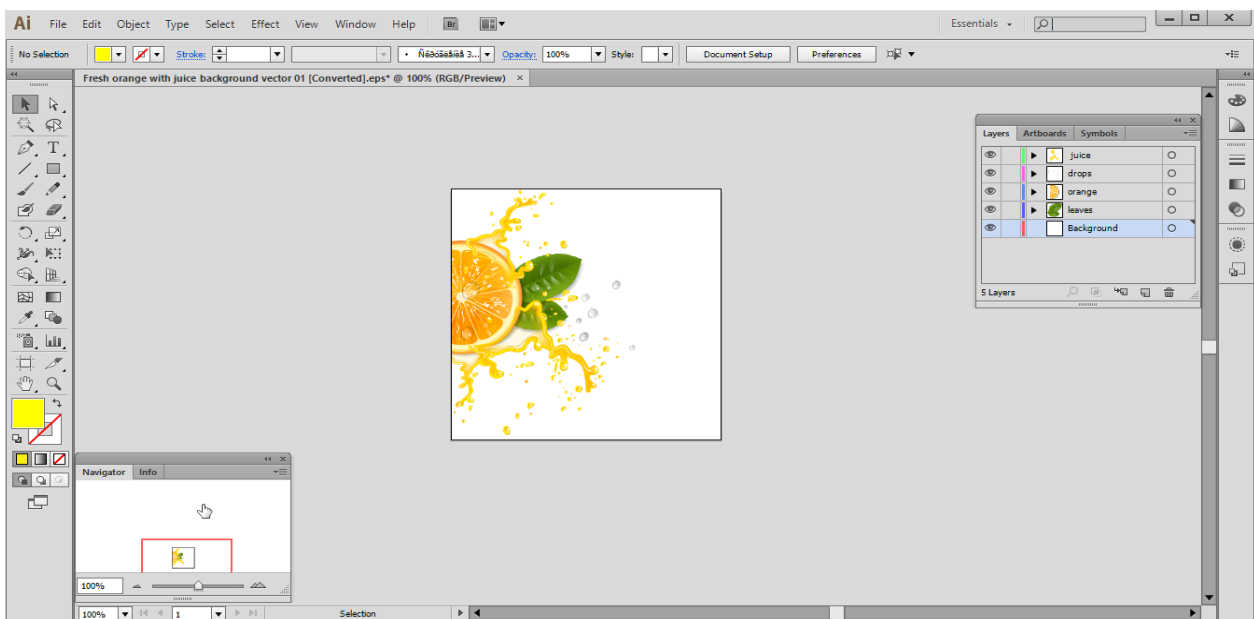 Ai File Edit Object Type Select Effect View Window Help Br Essentials
No Selection Stroke: Opacity: 100% Style: Document Setup Preferences
Fresh orange with juice background vector 01 [Converted].eps* @ 100% (RGB/Preview) ×
Layers Artboards Symbols
juice
drops
orange
leaves
Background
5 Layers
Navigator Info
100%
100% 1 Selection